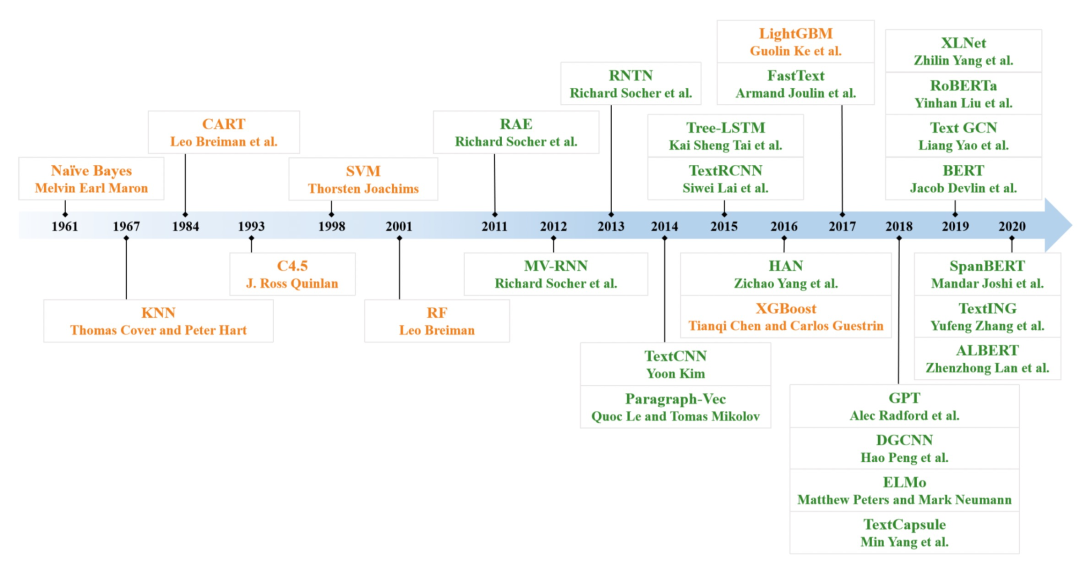 LightGBM
Guolin Ke et al.
FastText
Armand Joulin et al.
XLNet
Zhilin Yang et al.
RoBERTa
Yinhan Liu et al.
Text GCN
Liang Yao et al.
BERT
Jacob Devlin et al.
RNTN
Richard Socher et al.
CART
Leo Breiman et al.
RAE
Richard Socher et al.
Tree-LSTM
Kai Sheng Tai et al.
TextRCNN
Siwei Lai et al.
Naïve Bayes
Melvin Earl Maron
SVM
Thorsten Joachims
1961 1967 1984 1993 1998 2001 2011 2012 2013 2014 2015 2016 2017 2018 2019 2020
C4.5
J. Ross Quinlan
MV-RNN
Richard Socher et al.
HAN
Zichao Yang et al.
XGBoost
Tianqi Chen and Carlos Guestrin
SpanBERT
Mandar Joshi et al.
TextING
Yufeng Zhang et al.
ALBERT
Zhenzhong Lan et al.
KNN
Thomas Cover and Peter Hart
RF
Leo Breiman
TextCNN
Yoon Kim
Paragraph-Vec
Quoc Le and Tomas Mikolov
GPT
Alec Radford et al.
DGCNN
Hao Peng et al.
ELMo
Matthew Peters and Mark Neumann
TextCapsule
Min Yang et al.